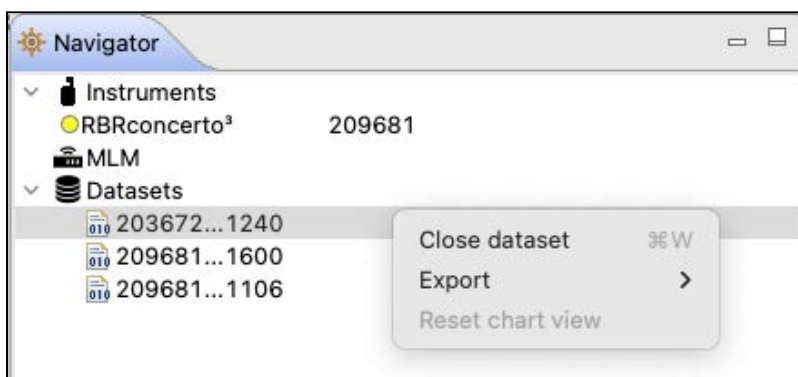 Navigator
Instruments
RBRconcerto³ 209681
MLM
Datasets
203672...1240
Close dataset ⌘W
209681...1600
Export >
209681...1106
Reset chart view